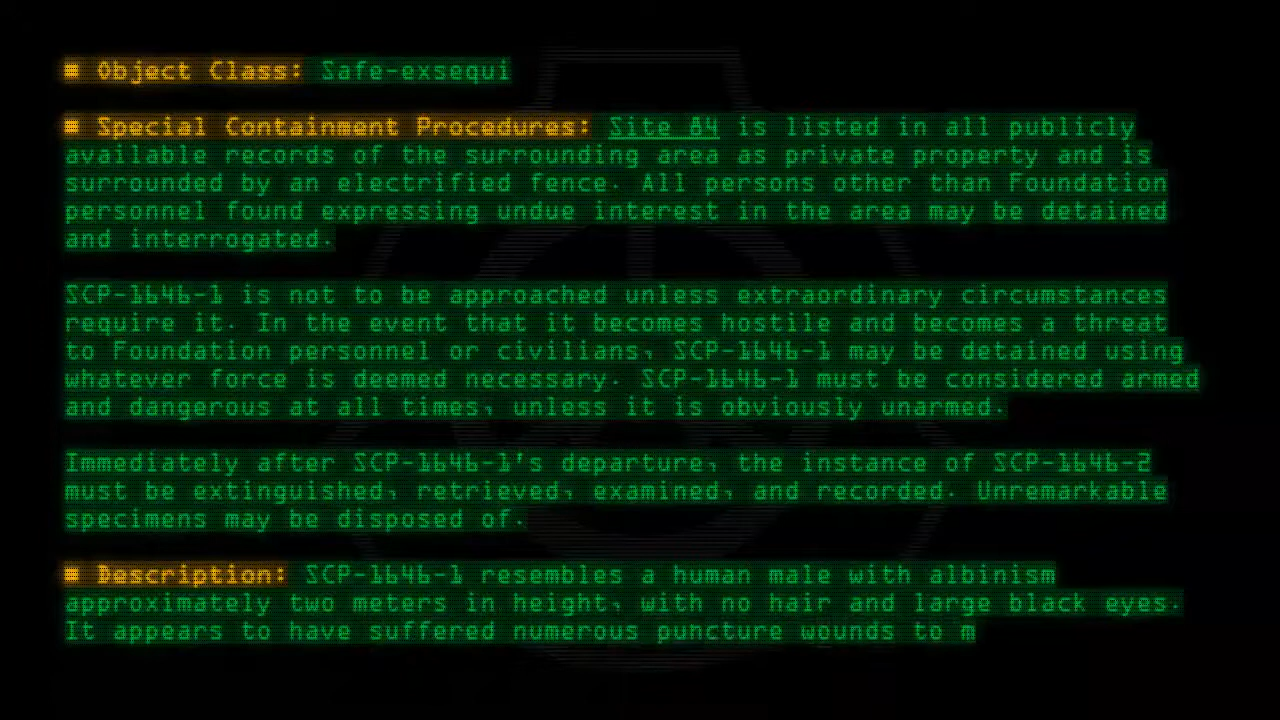 ■ Object Class: Safe-exsequi
■ Special Containment Procedures: Site 84 is listed in all publicly
available records of the surrounding area as private property and is
surrounded by an electrified fence. All persons other than Foundation
personnel found expressing undue interest in the area may be detained
and interrogated.
SCP-1646-1 is not to be approached unless extraordinary circumstances
require it. In the event that it becomes hostile and becomes a threat
to Foundation personnel or civilians, SCP-1646-1 may be detained using
whatever force is deemed necessary. SCP-1646-1 must be considered armed
and dangerous at all times, unless it is obviously unarmed.
Immediately after SCP-1646-1's departure, the instance of SCP-1646-2
must be extinguished, retrieved, examined, and recorded. Unremarkable
specimens may be disposed of.
■ Description: SCP-1646-1 resembles a human male with albinism
approximately two meters in height, with no hair and large black eyes.
It appears to have suffered numerous puncture wounds to m